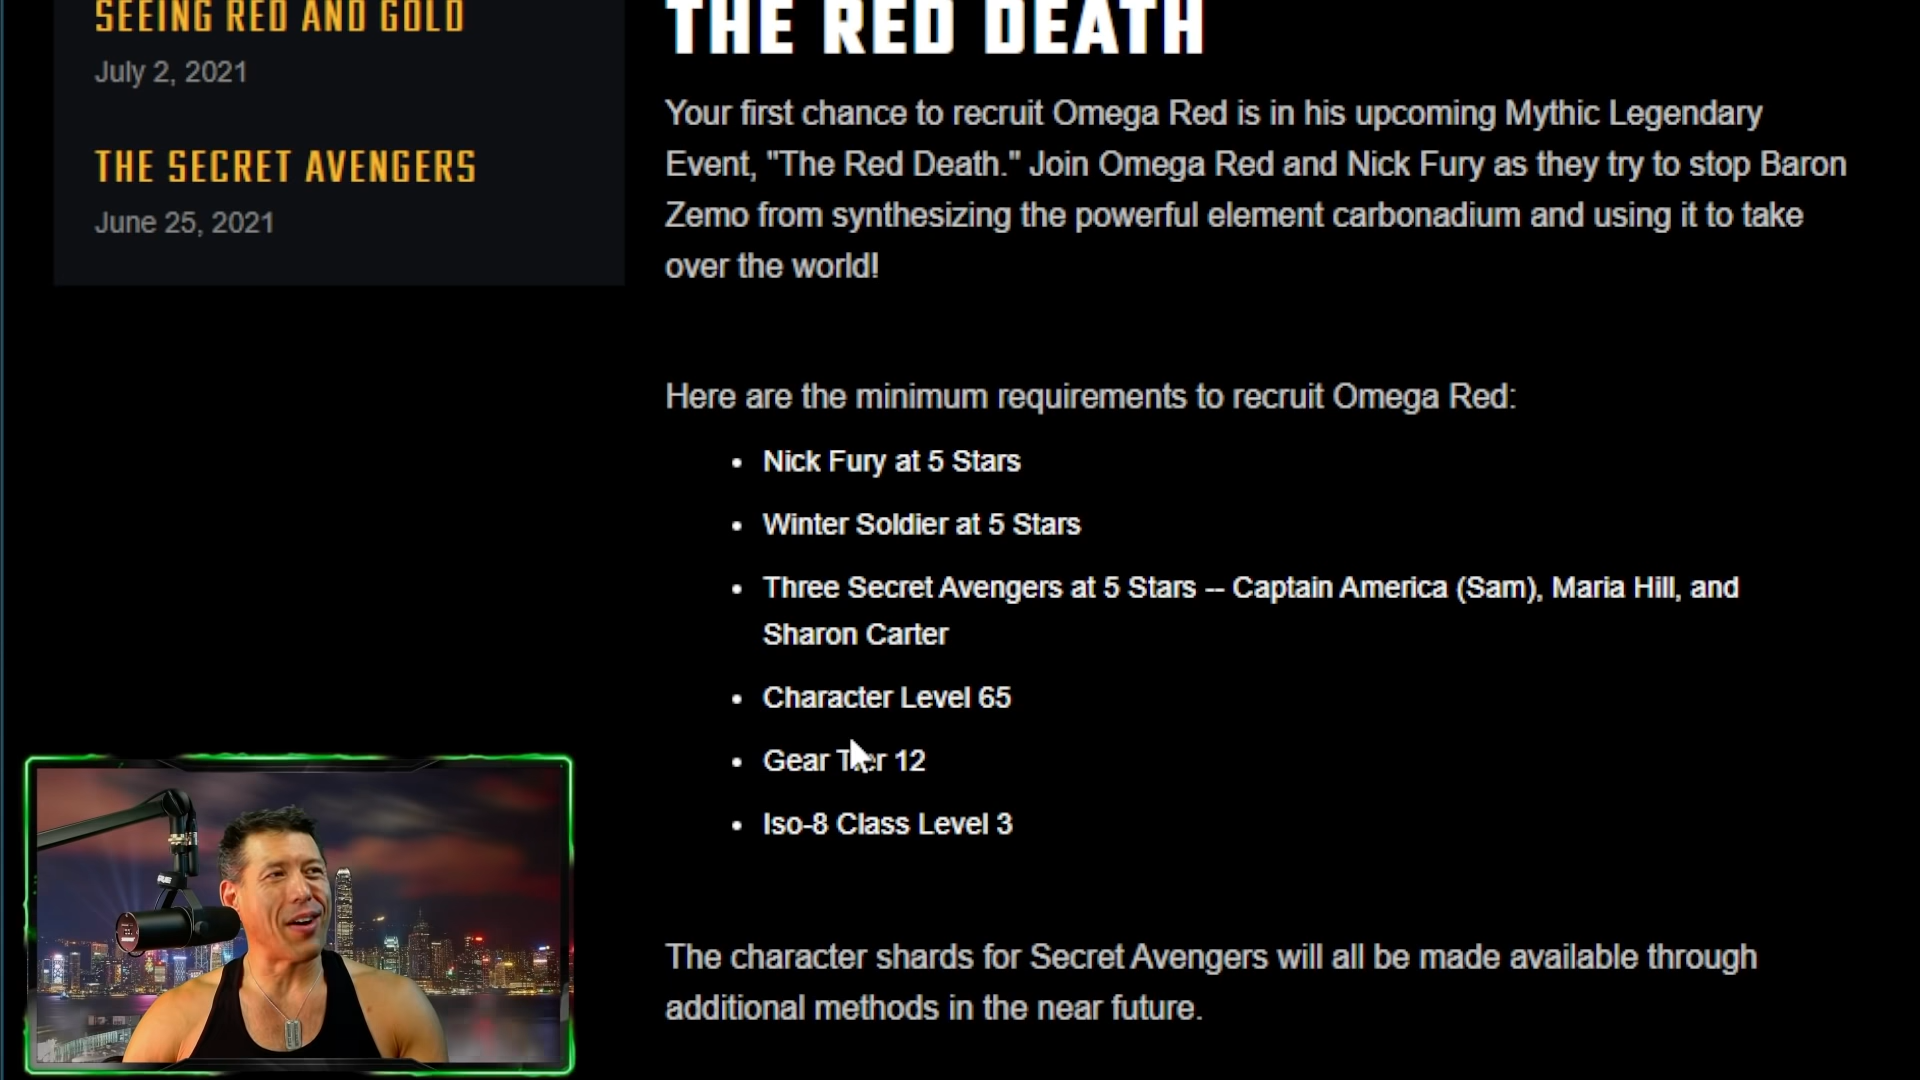 SEEING RED AND GOLD
July 2, 2021
THE SECRET AVENGERS
June 25, 2021
THE RED DEATH
Your first chance to recruit Omega Red is in his upcoming Mythic Legendary
Event, "The Red Death." Join Omega Red and Nick Fury as they try to stop Baron
Zemo from synthesizing the powerful element carbonadium and using it to take
over the world!
Here are the minimum requirements to recruit Omega Red:
• Nick Fury at 5 Stars
• Winter Soldier at 5 Stars
• Three Secret Avengers at 5 Stars -- Captain America (Sam), Maria Hill, and
Sharon Carter
• Character Level 65
• Gear Tier 12
• Iso-8 Class Level 3
The character shards for Secret Avengers will all be made available through
additional methods in the near future.